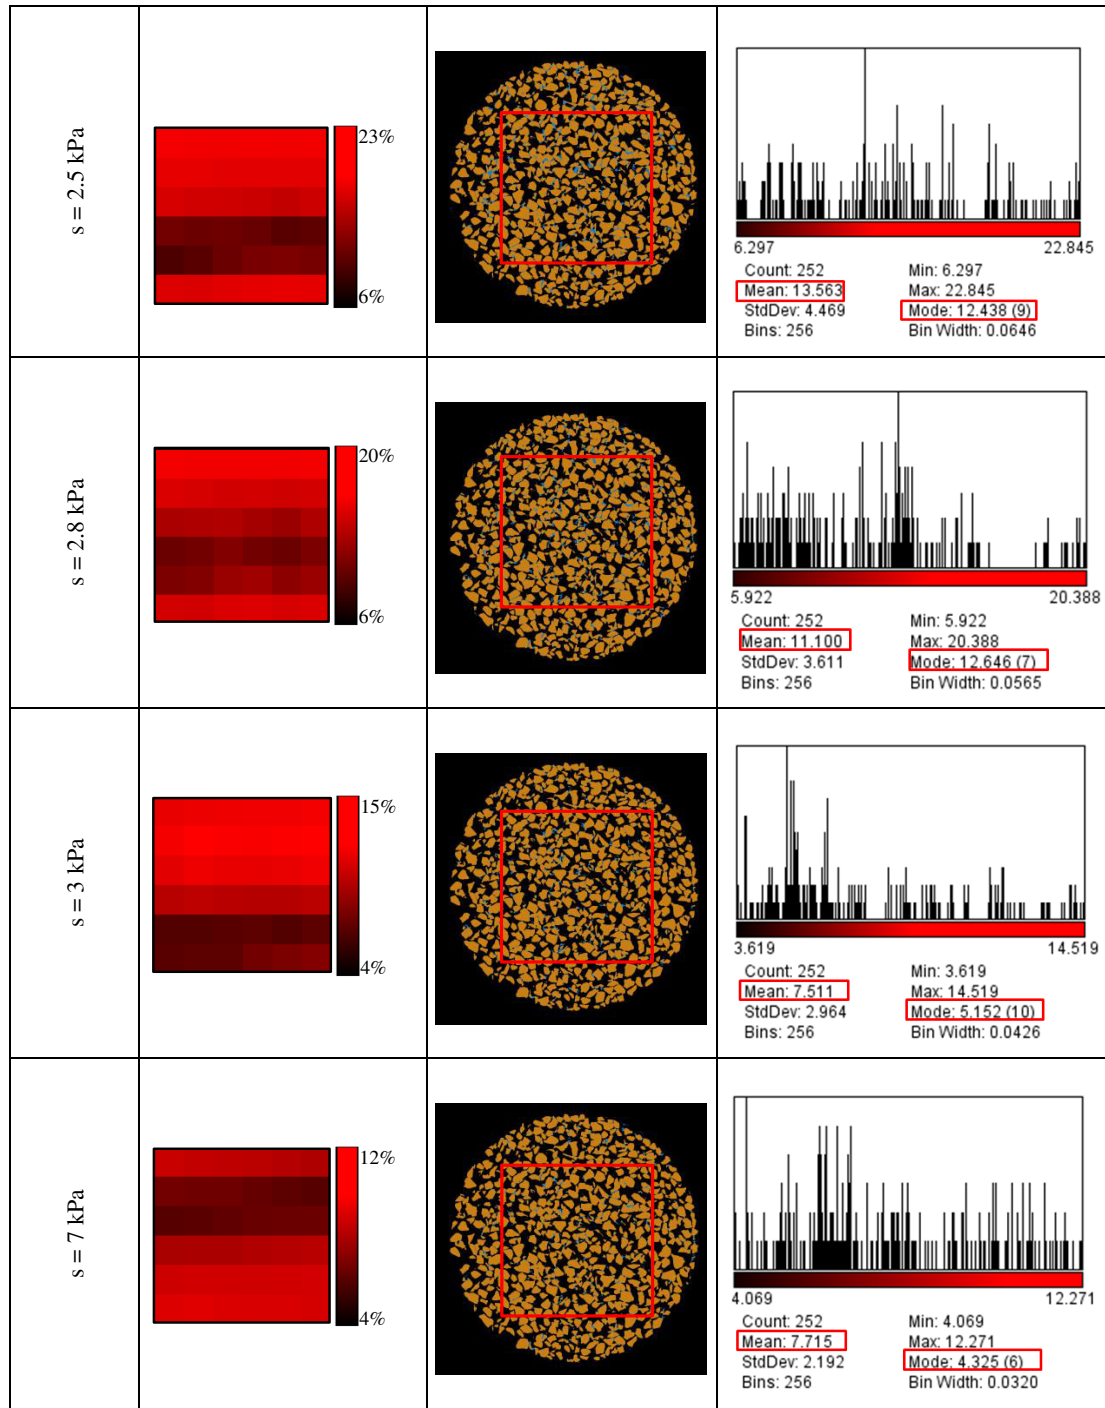 s = 2.5 kPa
23%
6%
6.297 22.845
Count: 252 Min: 6.297
Mean: 13.563 Max: 22.845
StdDev: 4.469 Mode: 12.438 (9)
Bins: 256 Bin Width: 0.0646
s = 2.8 kPa
20%
6%
5.922 20.388
Count: 252 Min: 5.922
Mean: 11.100 Max: 20.388
StdDev: 3.611 Mode: 12.646 (7)
Bins: 256 Bin Width: 0.0565
s = 3 kPa
15%
4%
3.619 14.519
Count: 252 Min: 3.619
Mean: 7.511 Max: 14.519
StdDev: 2.964 Mode: 5.152 (10)
Bins: 256 Bin Width: 0.0426
s = 7 kPa
12%
4%
4.069 12.271
Count: 252 Min: 4.069
Mean: 7.715 Max: 12.271
StdDev: 2.192 Mode: 4.325 (6)
Bins: 256 Bin Width: 0.0320